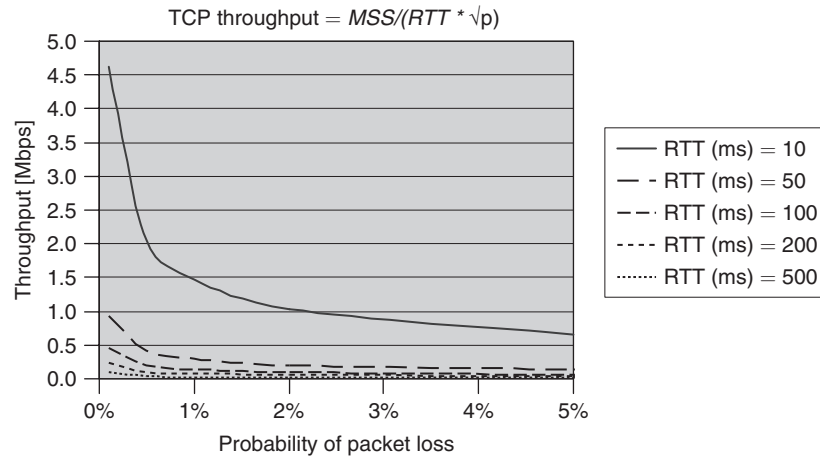 TCP throughput = MSS/(RTT * √p)
Throughput [Mbps]
5.0
4.5
4.0
3.5
3.0
2.5
2.0
1.5
1.0
0.5
0.0
0%
1%
2%
3%
4%
5%
Probability of packet loss
RTT (ms) = 10
RTT (ms) = 50
RTT (ms) = 100
RTT (ms) = 200
RTT (ms) = 500